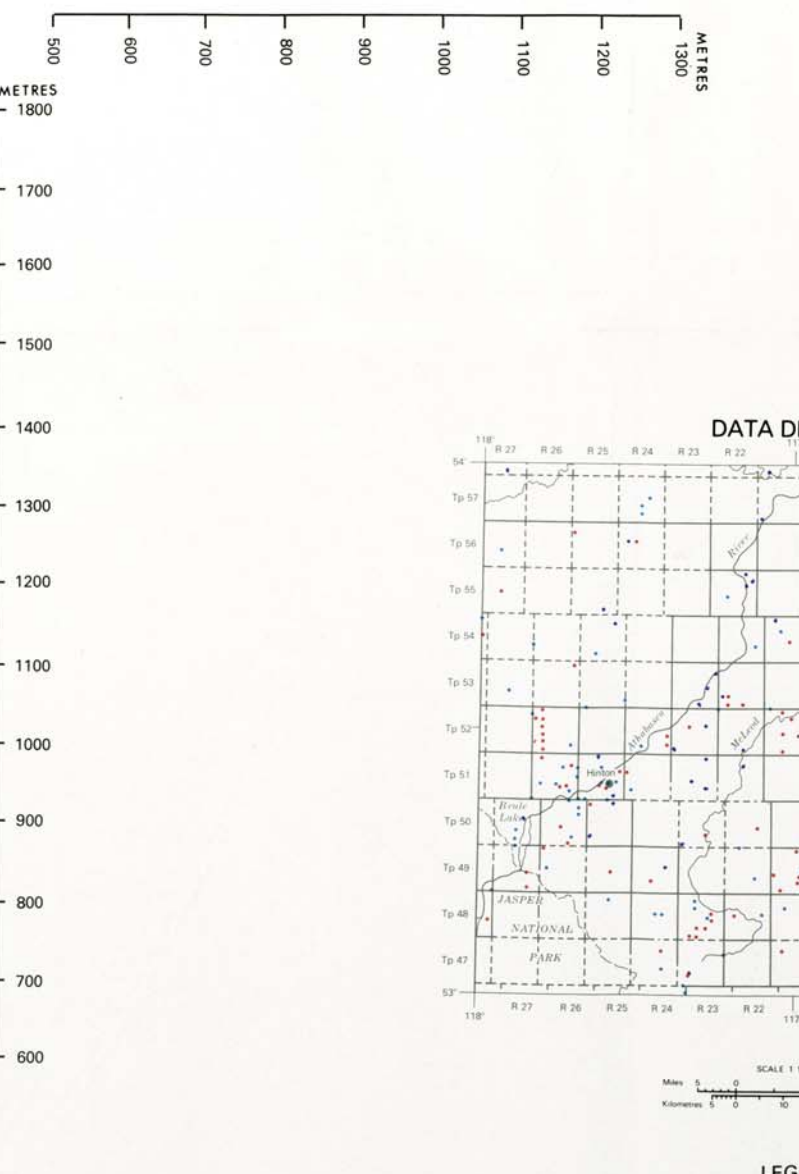 500 600 700 800 900 1000 1100 1200 1300 METRES
METRES
1800
1700
1600
1500
1400
1300
1200
1100
1000
900
800
700
600
DATA
118°
R 27 R 26 R 25 R 24 R 23 R 22
54°
Tp 57
Tp 56
River
Tp 55
Tp 54
Tp 53
Tp 52
Athabasca
McLeod
Tp 51
Hinton
Tp 50
Brule
Lake
Tp 49
JASPER
Tp 48
NATIONAL
PARK
Tp 47
53°
118°
R 27 R 26 R 25 R 24 R 23 R 22
SCALE 1
Miles 5 0
Kilometres 5 0 10